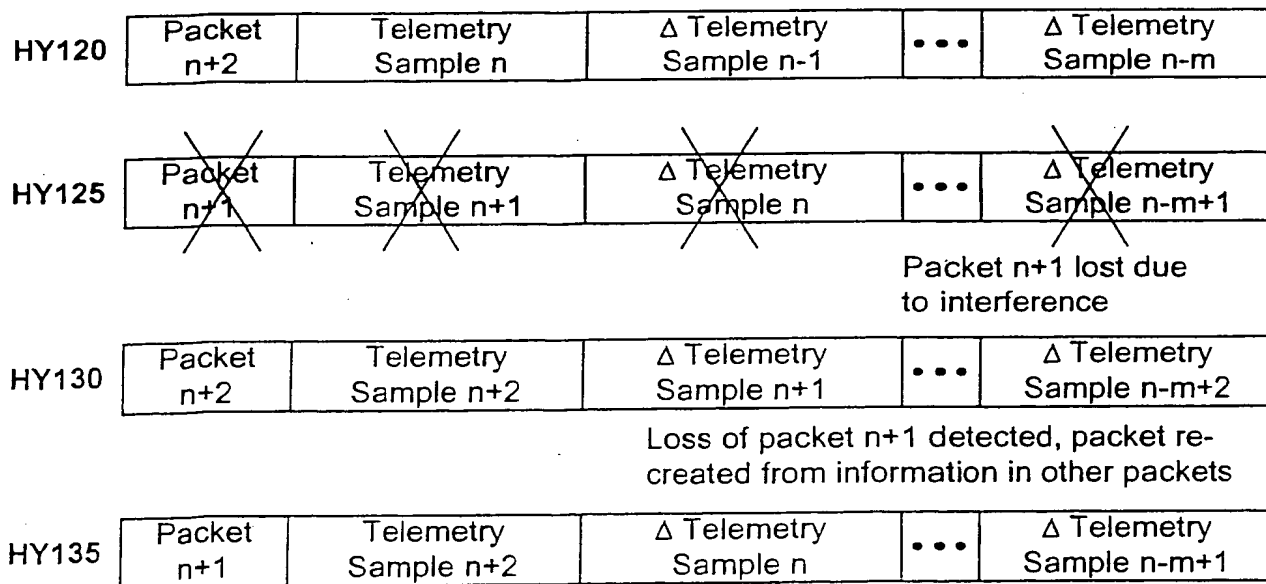 HY120
Packet n+2
Telemetry Sample n
Δ Telemetry Sample n-1
•••
Δ Telemetry Sample n-m
HY125
Packet n+1
Telemetry Sample n+1
Δ Telemetry Sample n
•••
Δ Telemetry Sample n-m+1
Packet n+1 lost due
to interference
HY130
Packet n+2
Telemetry Sample n+2
Δ Telemetry Sample n+1
•••
Δ Telemetry Sample n-m+2
Loss of packet n+1 detected, packet re-
created from information in other packets
HY135
Packet n+1
Telemetry Sample n+2
Δ Telemetry Sample n
•••
Δ Telemetry Sample n-m+1